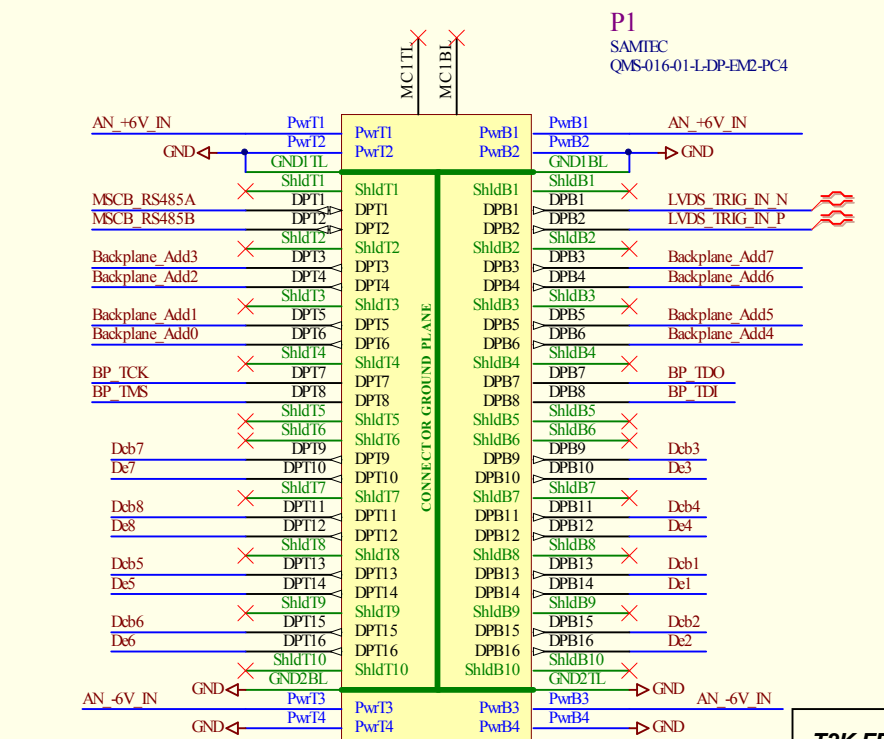 P1
SAMTEC
QMS-016-01-L-DP-EM2-PC4
MC1TL MC1BL
AN_+6V_IN PwrT1 PwrT1 PwrB1 PwrB1 AN_+6V_IN
GND PwrT2 PwrT2 PwrB2 PwrB2 GND
GND1TL GND1BL
ShldT1 ShldT1 ShldB1 ShldB1
MSCB_RS485A DPT1 DPT1 DPB1 DPB1 LVDS_TRIG_IN_N
MSCB_RS485B DPT2 DPT2 DPB2 DPB2 LVDS_TRIG_IN_P
ShldT2 ShldT2 ShldB2 ShldB2
Backplane_Add3 DPT3 DPT3 DPB3 DPB3 Backplane_Add7
Backplane_Add2 DPT4 DPT4 DPB4 DPB4 Backplane_Add6
ShldT3 ShldT3 ShldB3 ShldB3
Backplane_Add1 DPT5 DPT5 DPB5 DPB5 Backplane_Add5
Backplane_Add0 DPT6 DPT6 DPB6 DPB6 Backplane_Add4
ShldT4 ShldT4 ShldB4 ShldB4
BP_TCK DPT7 DPT7 DPB7 DPB7 BP_TDO
BP_TMS DPT8 DPT8 DPB8 DPB8 BP_TDI
ShldT5 ShldT5 ShldB5 ShldB5
ShldT6 ShldT6 ShldB6 ShldB6
Dcb7 DPT9 DPT9 DPB9 DPB9 Dcb3
De7 DPT10 DPT10 DPB10 DPB10 De3
ShldT7 ShldT7 ShldB7 ShldB7
Dcb8 DPT11 DPT11 DPB11 DPB11 Dcb4
De8 DPT12 DPT12 DPB12 DPB12 De4
ShldT8 ShldT8 ShldB8 ShldB8
Dcb5 DPT13 DPT13 DPB13 DPB13 Dcb1
De5 DPT14 DPT14 DPB14 DPB14 De1
ShldT9 ShldT9 ShldB9 ShldB9
Dcb6 DPT15 DPT15 DPB15 DPB15 Dcb2
De6 DPT16 DPT16 DPB16 DPB16 De2
ShldT10 ShldT10 ShldB10 ShldB10
GND GND2BL GND2TL GND
AN_-6V_IN PwrT3 PwrT3 PwrB3 PwrB3 AN_-6V_IN
GND PwrT4 PwrT4 PwrB4 PwrB4 GND
CONNECTOR GROUND PLANE